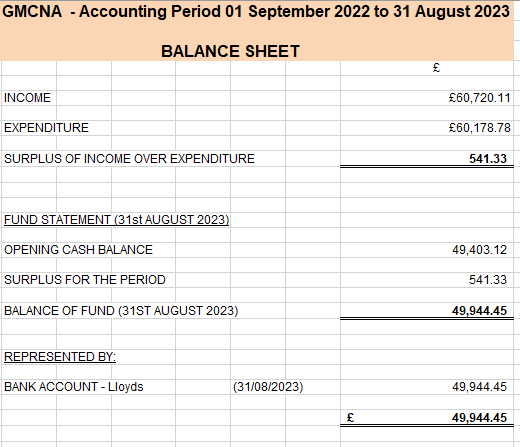 GMCNA - Accounting Period 01 September 2022 to 31 August 2023
BALANCE SHEET
£
INCOME £60,720.11
EXPENDITURE £60,178.78
SURPLUS OF INCOME OVER EXPENDITURE 541.33
FUND STATEMENT (31st AUGUST 2023)
OPENING CASH BALANCE 49,403.12
SURPLUS FOR THE PERIOD 541.33
BALANCE OF FUND (31ST AUGUST 2023) 49,944.45
REPRESENTED BY:
BANK ACCOUNT - Lloyds (31/08/2023) 49,944.45
£ 49,944.45